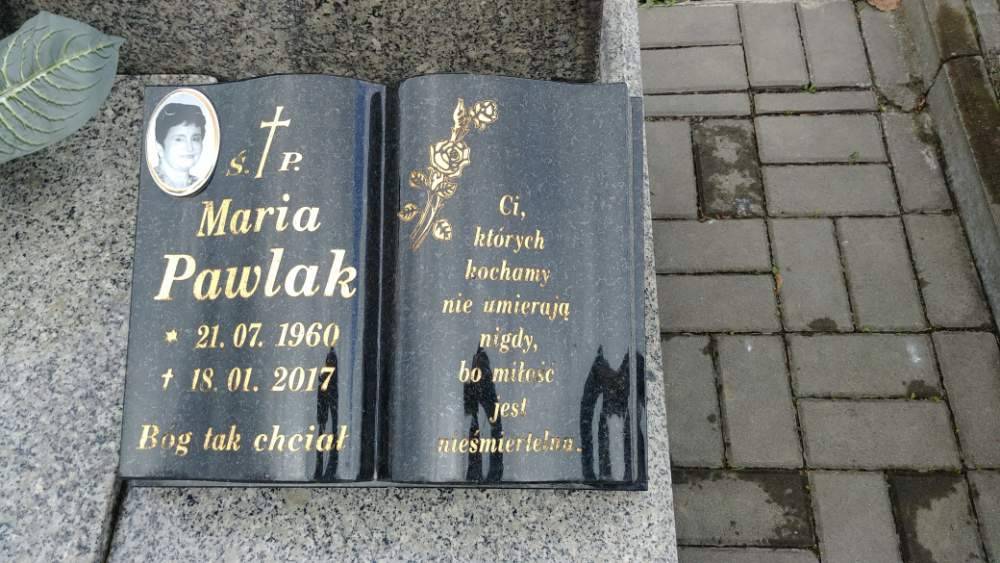 Ś. P.
Maria
Pawlak
* 21. 07. 1960
† 18. 01. 2017
Bóg tak chciał
Ci,
których
kochamy
nie umierają
nigdy,
bo miłość
jest
nieśmiertelna.